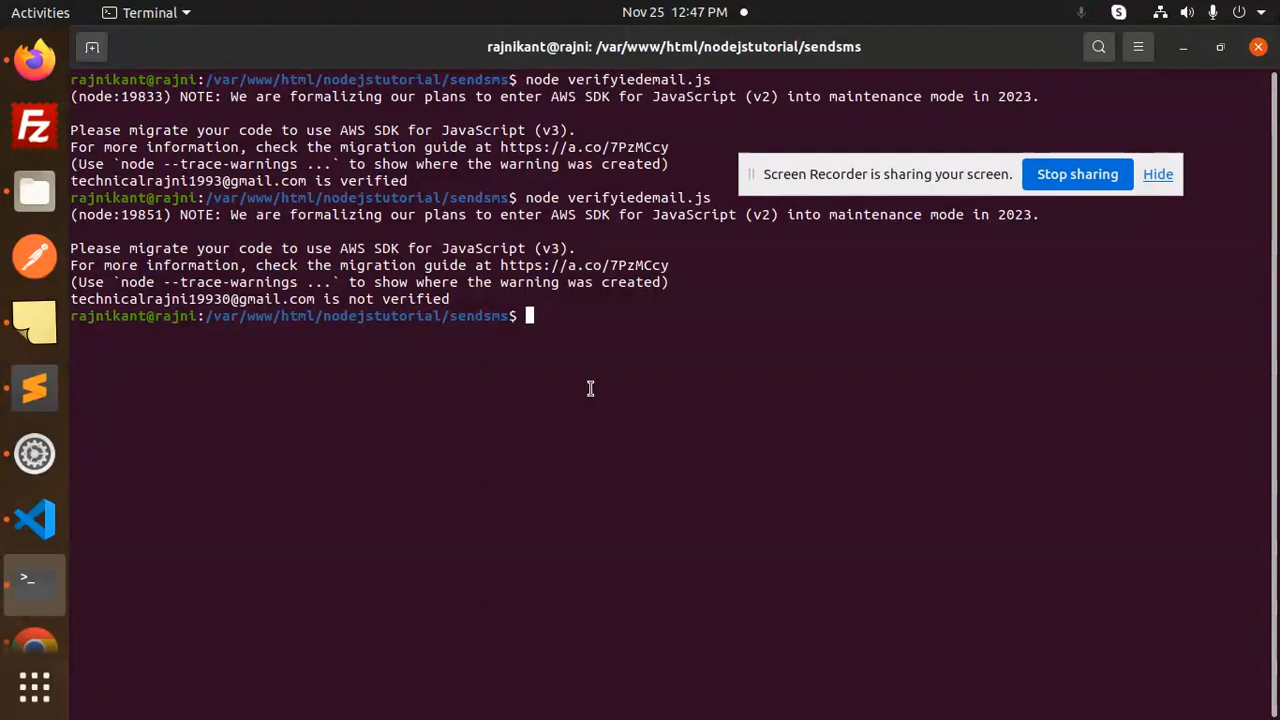 Activities
Terminal
Nov 25 12:47 PM
rajnikant@rajni: /var/www/html/nodejstutorial/sendsms
rajnikant@rajni:/var/www/html/nodejstutorial/sendsms$ node verifyiedemail.js
(node:19833) NOTE: We are formalizing our plans to enter AWS SDK for JavaScript (v2) into maintenance mode in 2023.
Please migrate your code to use AWS SDK for JavaScript (v3).
For more information, check the migration guide at https://a.co/7PzMCcy
(Use `node --trace-warnings ...` to show where the warning was created)
technicalrajni1993@gmail.com is verified
Screen Recorder is sharing your screen.
Stop sharing
Hide
rajnikant@rajni:/var/www/html/nodejstutorial/sendsms$ node verifyiedemail.js
(node:19851) NOTE: We are formalizing our plans to enter AWS SDK for JavaScript (v2) into maintenance mode in 2023.
Please migrate your code to use AWS SDK for JavaScript (v3).
For more information, check the migration guide at https://a.co/7PzMCcy
(Use `node --trace-warnings ...` to show where the warning was created)
technicalrajni19930@gmail.com is not verified
rajnikant@rajni:/var/www/html/nodejstutorial/sendsms$